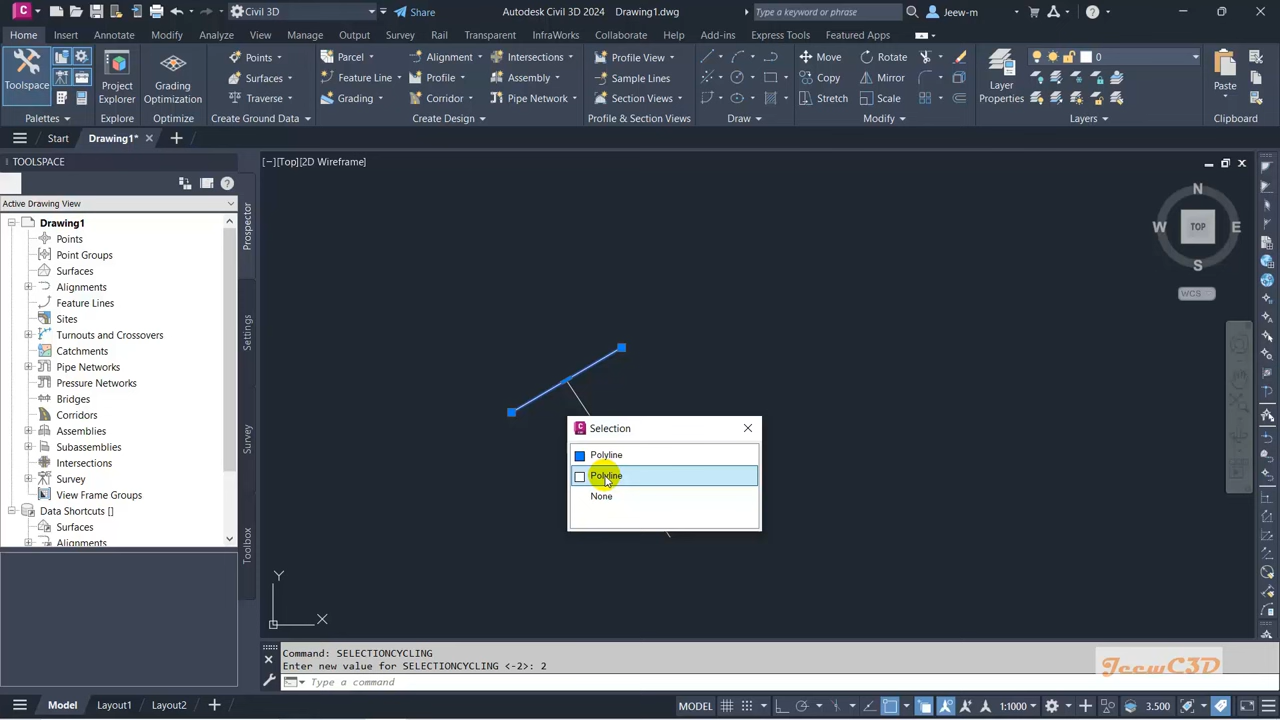 Civil 3D
Share
Autodesk Civil 3D 2024 Drawing1.dwg
Type a keyword or phrase
Jeew-m
Home Insert Annotate Modify Analyze View Manage Output Survey Rail Transparent InfraWorks Collaborate Help Add-ins Express Tools Featured Apps
Toolspace
Palettes
Project
Explorer
Explore
Grading
Optimization
Optimize
Points
Surfaces
Traverse
Create Ground Data
Parcel Alignment Intersections
Feature Line Profile Assembly
Grading Corridor Pipe Network
Create Design
Profile View
Sample Lines
Section Views
Profile & Section Views
Draw
Move Rotate
Copy Mirror
Stretch Scale
Modify
Layer
Properties
0
Layers
Paste
Clipboard
Start Drawing1*
TOOLSPACE
Active Drawing View
Drawing1
Points
Point Groups
Surfaces
Alignments
Feature Lines
Sites
Turnouts and Crossovers
Catchments
Pipe Networks
Pressure Networks
Bridges
Corridors
Assemblies
Subassemblies
Intersections
Survey
View Frame Groups
Data Shortcuts []
Surfaces
Alignments
Prospector
Settings
Survey
Toolbox
[−][Top][2D Wireframe]
N
W TOP E
S
WCS
Selection
Polyline
Polyline
None
Y
X
Command: SELECTIONCYCLING
Enter new value for SELECTIONCYCLING <-2>: 2
Type a command
JeewC3D
Model Layout1 Layout2
MODEL
1:1000
3.500